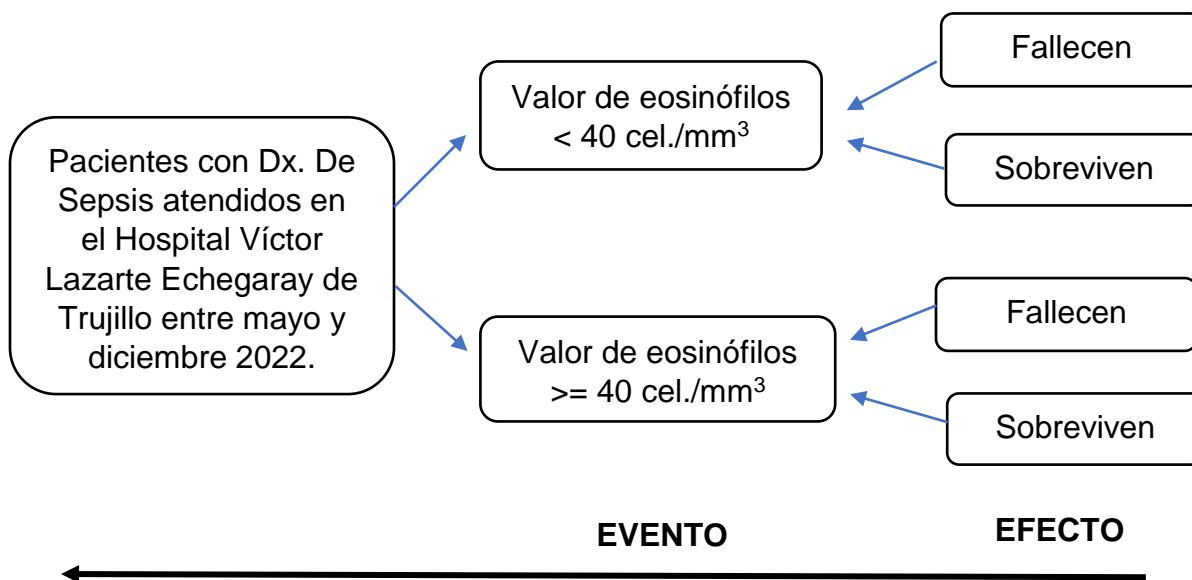 Pacientes con Dx. De
Sepsis atendidos en
el Hospital Víctor
Lazarte Echegaray de
Trujillo entre mayo y
diciembre 2022.
Valor de eosinófilos
< 40 cel./mm³
Fallecen
Sobreviven
Valor de eosinófilos
>= 40 cel./mm³
Fallecen
Sobreviven
EVENTO
EFECTO